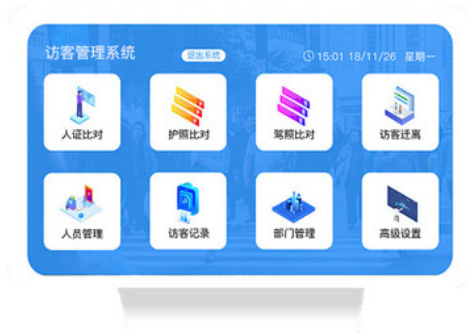 访客管理系统
退出系统
15:01 18/11/26 星期一
人证比对
护照比对
驾照比对
访客迁离
人员管理
访客记录
部门管理
高级设置